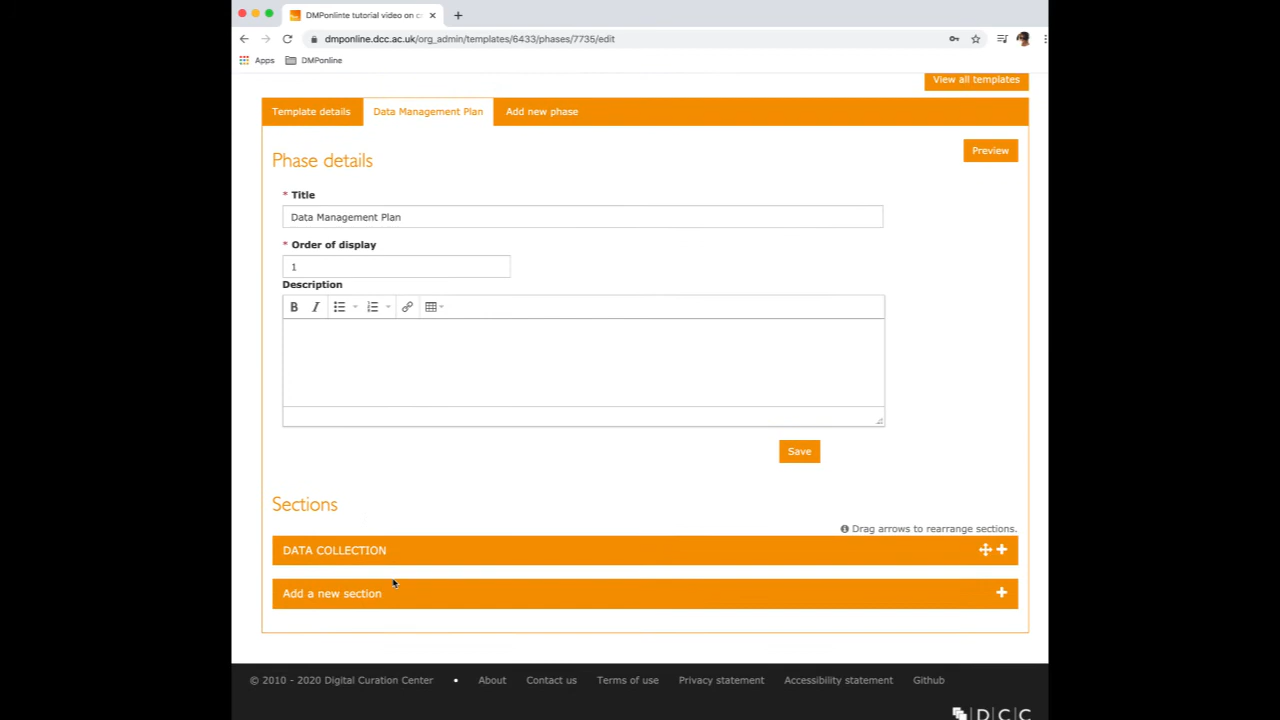 DMPonlinte tutorial video on c
dmponline.dcc.ac.uk/org_admin/templates/6433/phases/7735/edit
Apps DMPonline
View all templates
Template details Data Management Plan Add new phase
Phase details
Preview
* Title
Data Management Plan
* Order of display
1
Description
B I
Save
Sections
Drag arrows to rearrange sections.
DATA COLLECTION
Add a new section
© 2010 - 2020 Digital Curation Center • About Contact us Terms of use Privacy statement Accessibility statement Github
DCC